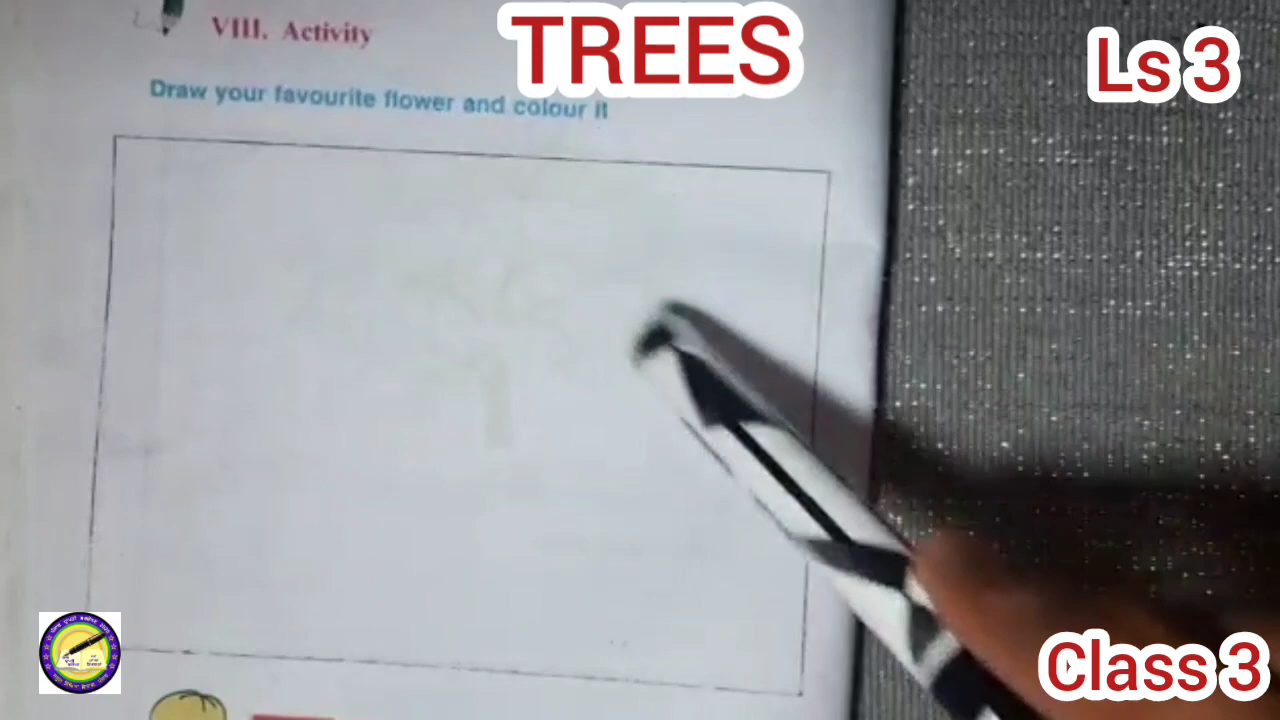 TREES
Ls 3
VIII. Activity
Draw your favourite flower and colour it
Class 3